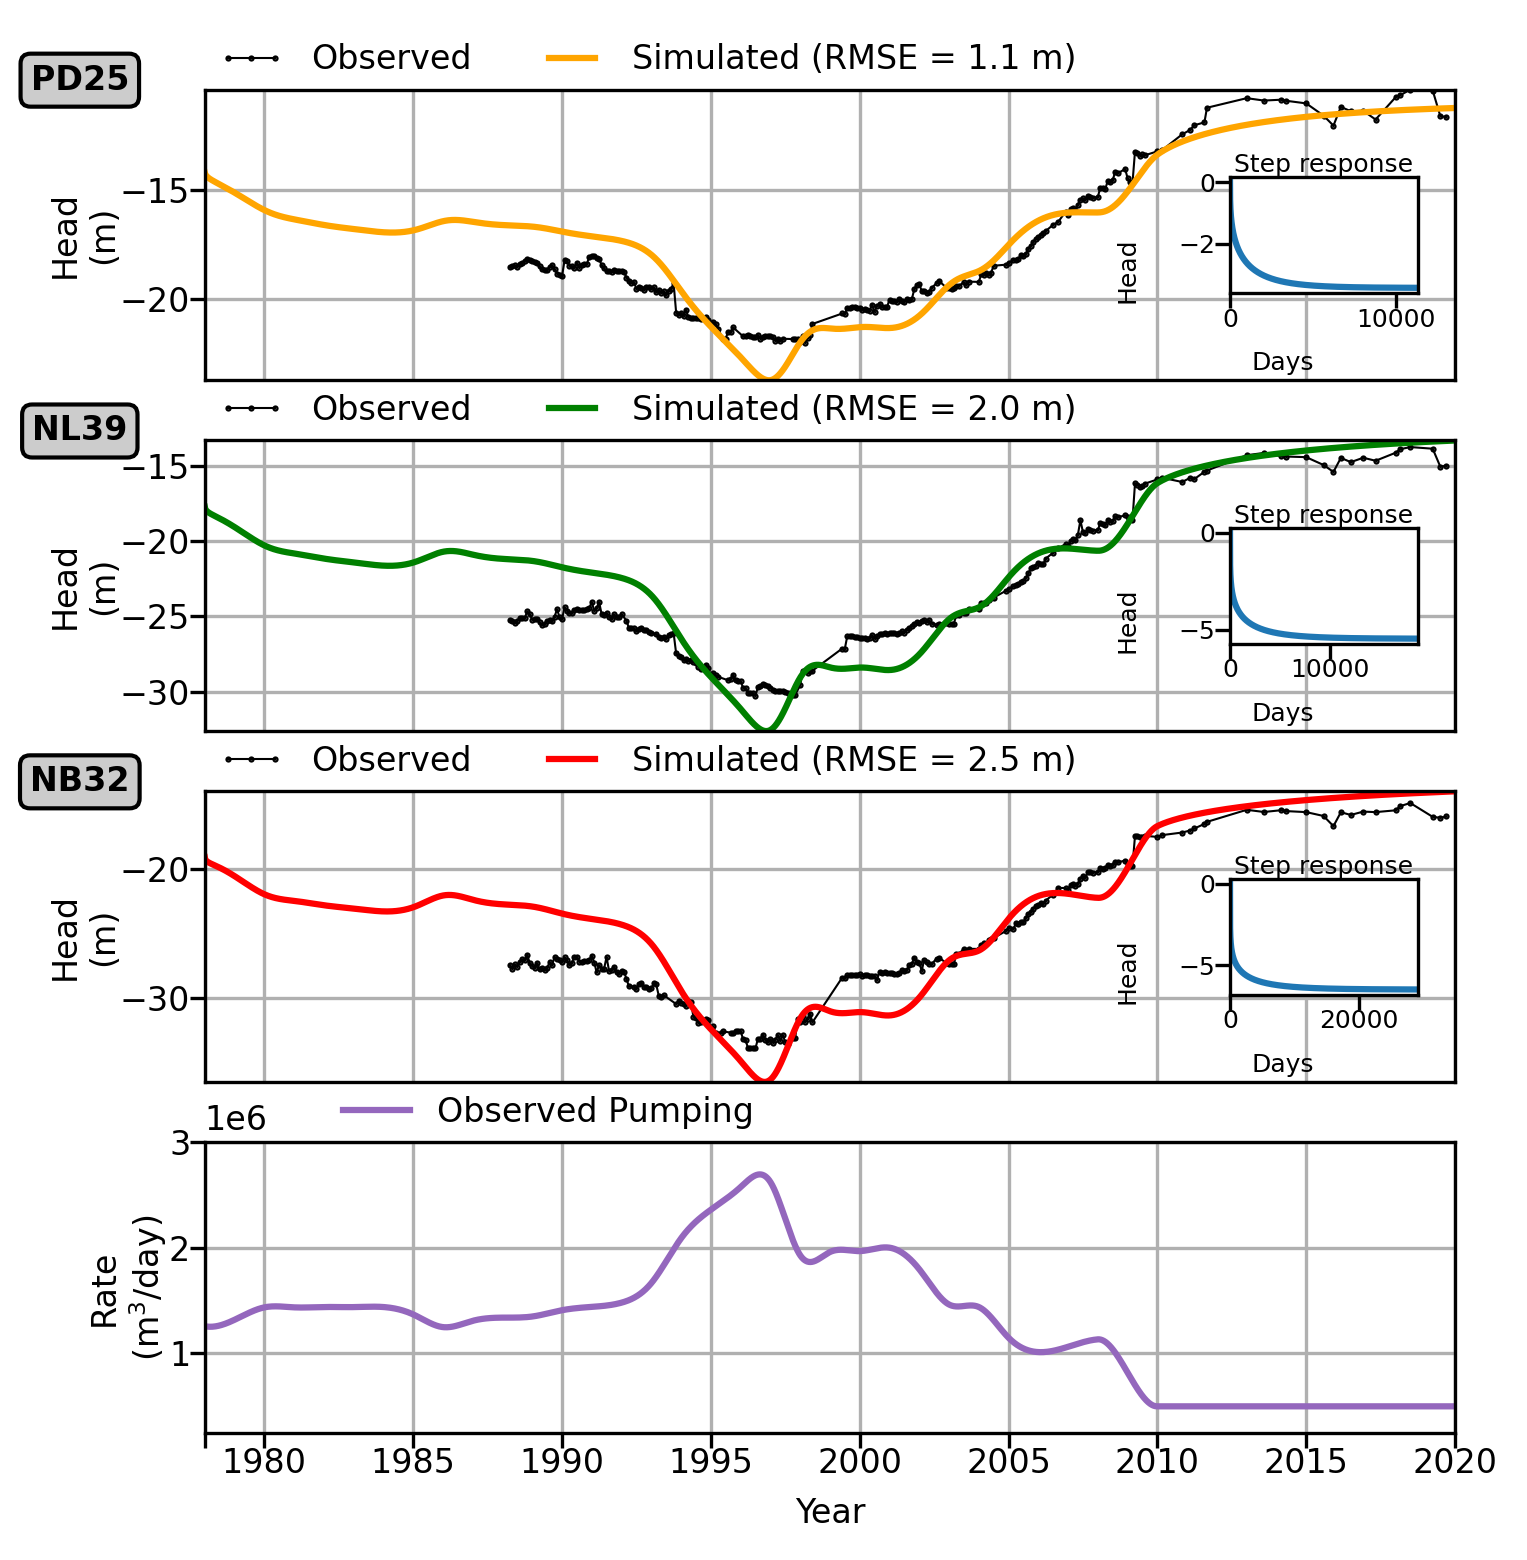 PD25
Observed Simulated (RMSE = 1.1 m)
Head
(m)
−15
−20
Step response
0
−2
Head
0 10000
Days
NL39
Observed Simulated (RMSE = 2.0 m)
Head
(m)
−15
−20
−25
−30
Step response
0
−5
Head
0 10000
Days
NB32
Observed Simulated (RMSE = 2.5 m)
Head
(m)
−20
−30
Step response
0
−5
Head
0 20000
Days
1e6
Observed Pumping
Rate
(m³/day)
3
2
1
1980 1985 1990 1995 2000 2005 2010 2015 2020
Year